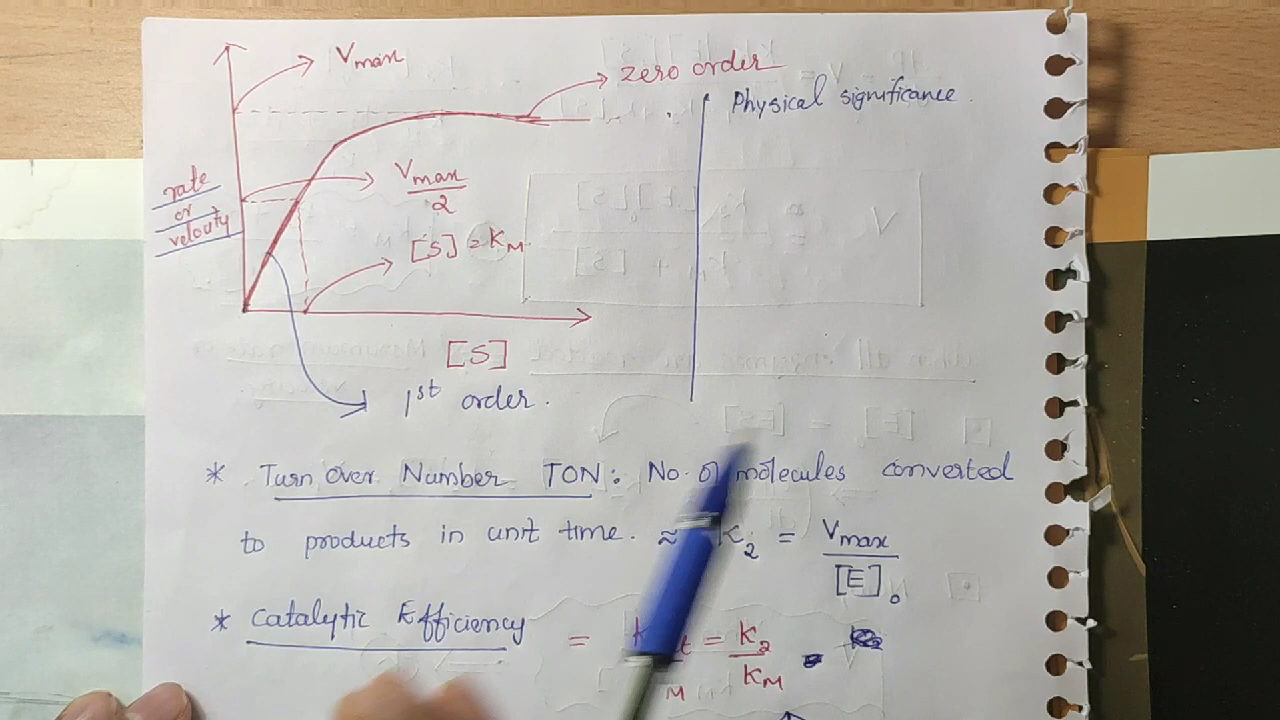 Vmax
zero order
Physical significance.
rate
or
velouty
Vmax
2
[S] = KM
[S]
1st order.
* Turn over Number TON: No. of molecules converted
to products in unit time. ≈ K2 = Vmax
[E]0
* Catalytic Efficiency = = K2
M KM